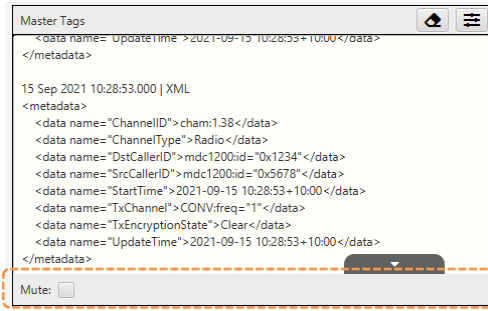 Master Tags
<data name="UpdateTime">2021-09-15 10:28:53+10:00</data>
</metadata>
15 Sep 2021 10:28:53.000 | XML
<metadata>
<data name="ChannelID">cham:1.38</data>
<data name="ChannelType">Radio</data>
<data name="DstCallerID">mdc1200:id="0x1234"</data>
<data name="SrcCallerID">mdc1200:id="0x5678"</data>
<data name="StartTime">2021-09-15 10:28:53+10:00</data>
<data name="TxChannel">CONV:freq="1"</data>
<data name="TxEncryptionState">Clear</data>
<data name="UpdateTime">2021-09-15 10:28:53+10:00</data>
</metadata>
Mute: